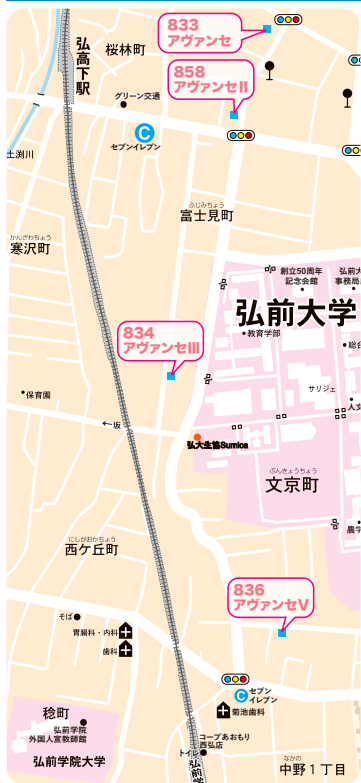 833
アヴァンセ
弘高下駅
桜林町
858
アヴァンセⅡ
グリーン交通
C
セブンイレブン
土渕川
ふじみちょう
富士見町
かんざわちょう
寒沢町
創立50周年
記念会館
弘前大
事務局
弘前大学
教育学部
834
アヴァンセⅢ
総合
サリジェ
保育園
人文
←坂
弘大生協Sumica
ぶんきょうちょう
文京町
農学
にしがおかちょう
西ケ丘町
836
アヴァンセⅤ
そば
胃腸科・内科
歯科
C
セブン
イレブン
菊池歯科
稔町
弘前学院
外国人宣教師館
弘前学院大学
コープあおもり
西弘店
トイレ
弘前学
なかの
中野1丁目